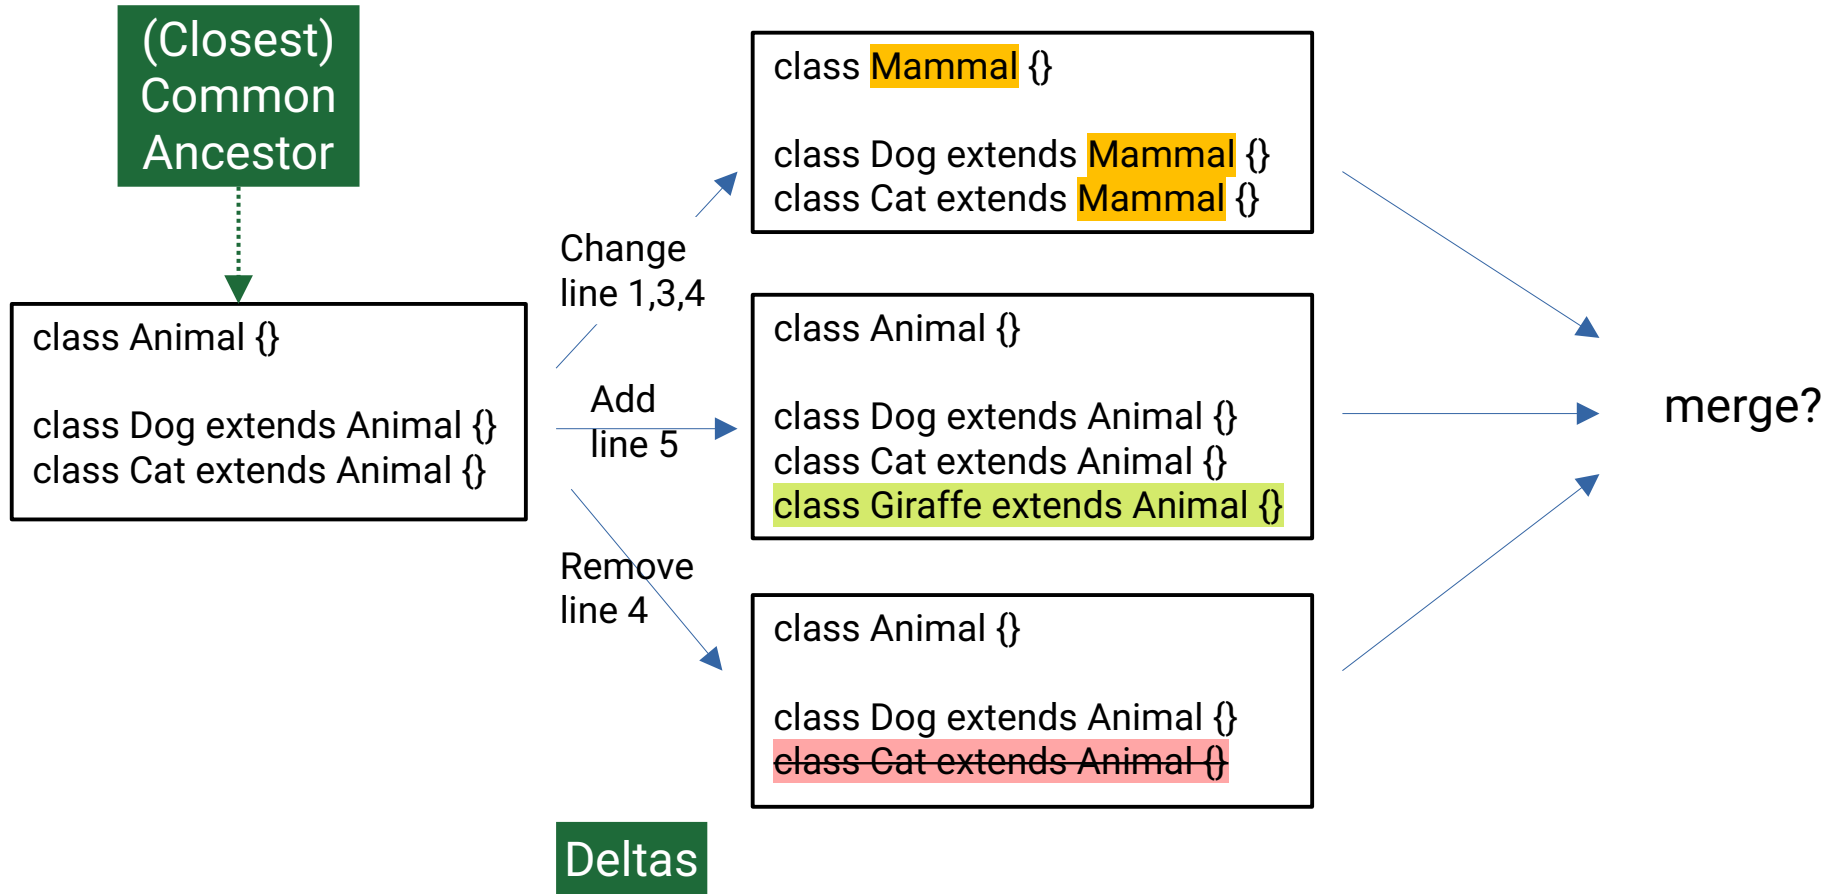 (Closest)
Common
Ancestor
class Animal {}
class Dog extends Animal {}
class Cat extends Animal {}
Change
line 1,3,4
Add
line 5
Remove
line 4
class Mammal {}
class Dog extends Mammal {}
class Cat extends Mammal {}
class Animal {}
class Dog extends Animal {}
class Cat extends Animal {}
class Giraffe extends Animal {}
class Animal {}
class Dog extends Animal {}
class Cat extends Animal {}
merge?
Deltas